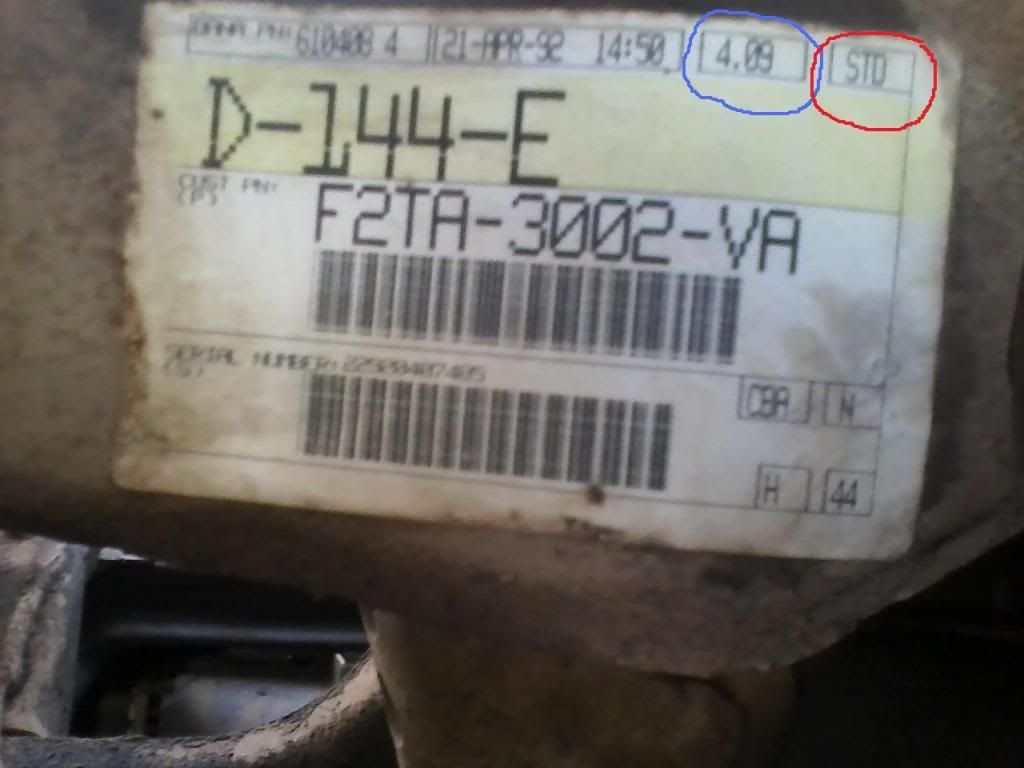 DANA PN: 610408 4 21-APR-92 14:50 4.09 STD
D-144-E
CUST PN: F2TA-3002-VA
(P)
SERIAL NUMBER:
(S)
CBA N
H 44